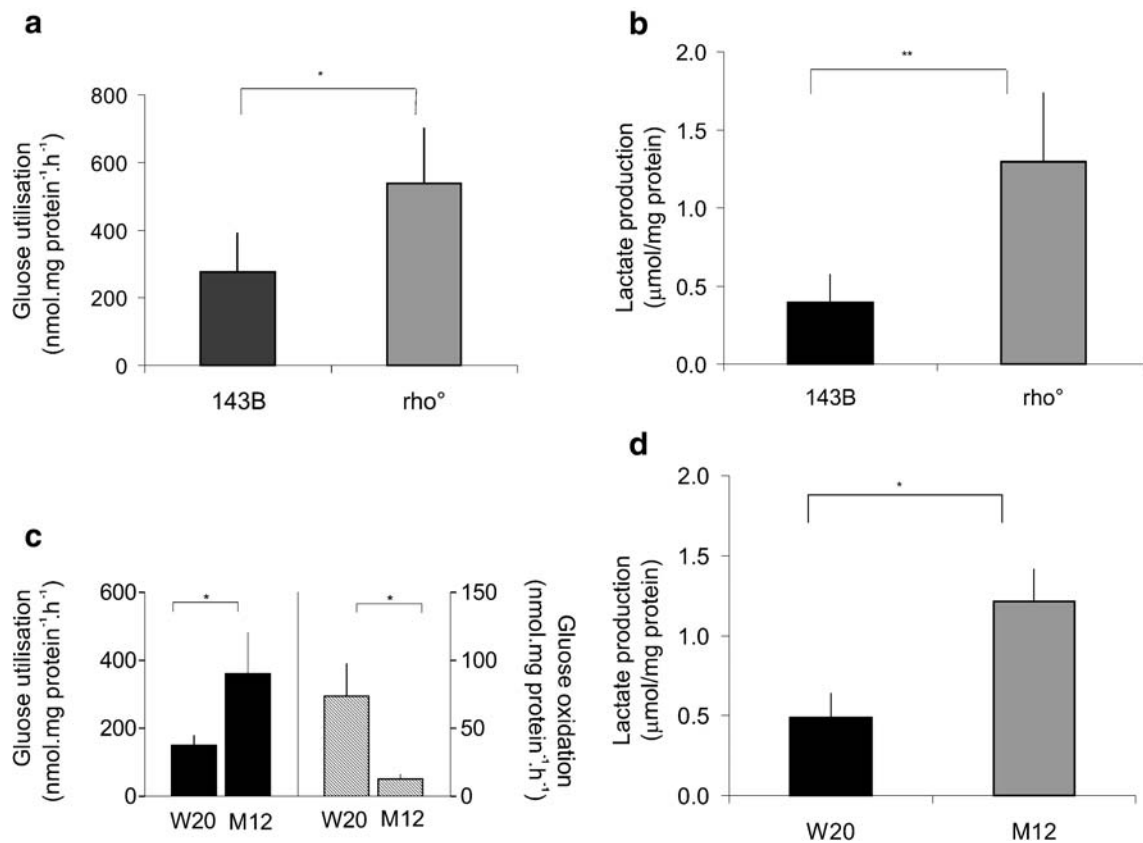 a
*
Glucose utilisation
(nmol.mg protein⁻¹.h⁻¹)
800
600
400
200
0
143B rho°
b
**
Lactate production
(μmol/mg protein)
2.0
1.5
1.0
0.5
0.0
143B rho°
c
Glucose utilisation
(nmol.mg protein⁻¹.h⁻¹)
600
400
200
0
*
*
150
100
50
0
Glucose oxidation
(nmol.mg protein⁻¹.h⁻¹)
W20 M12 W20 M12
d
*
Lactate production
(μmol/mg protein)
2.0
1.5
1.0
0.5
0.0
W20 M12